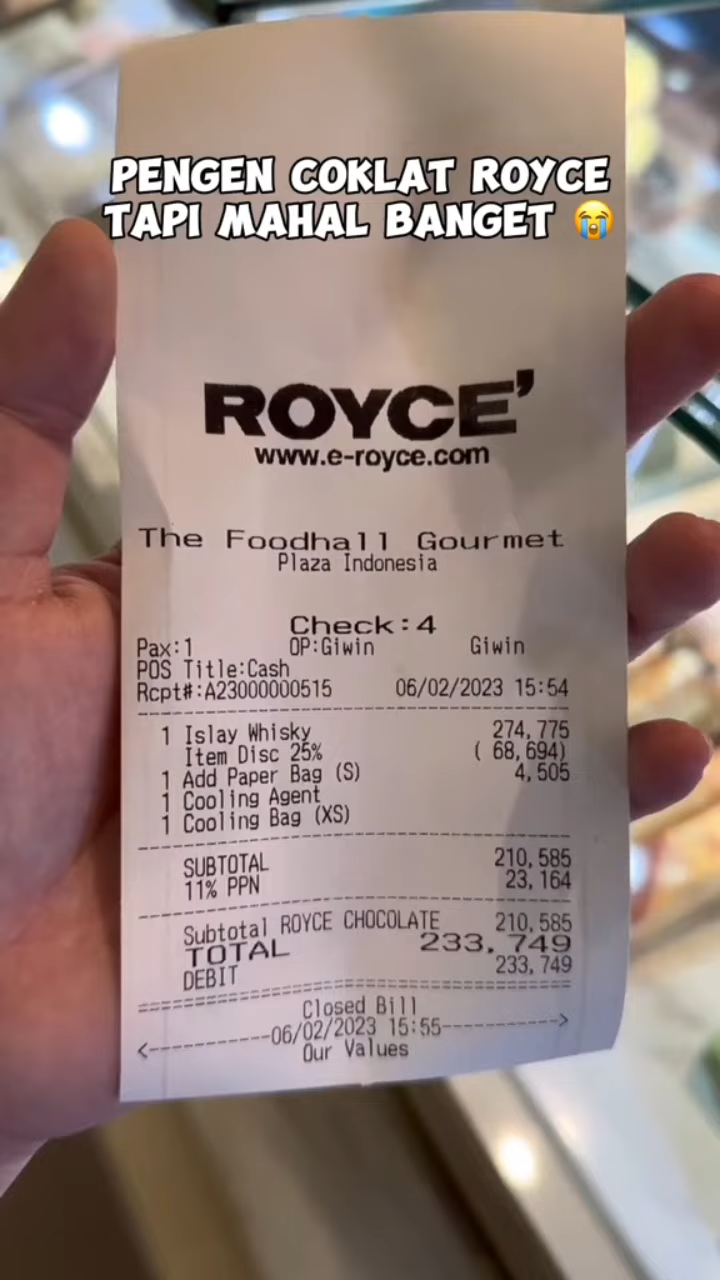 PENGEN COKLAT ROYCE
TAPI MAHAL BANGET 😭
ROYCE'
www.e-royce.com
The Foodhall Gourmet
Plaza Indonesia
Check:4
Pax:1 OP:Giwin Giwin
POS Title:Cash
Rcpt#:A23000000515 06/02/2023 15:54
1 Islay Whisky 274,775
Item Disc 25% ( 68,694)
1 Add Paper Bag (S) 4,505
1 Cooling Agent
1 Cooling Bag (XS)
SUBTOTAL 210,585
11% PPN 23,164
Subtotal ROYCE CHOCOLATE 210,585
TOTAL 233,749
DEBIT 233,749
Closed Bill
<----------06/02/2023 15:55---------->
Our Values